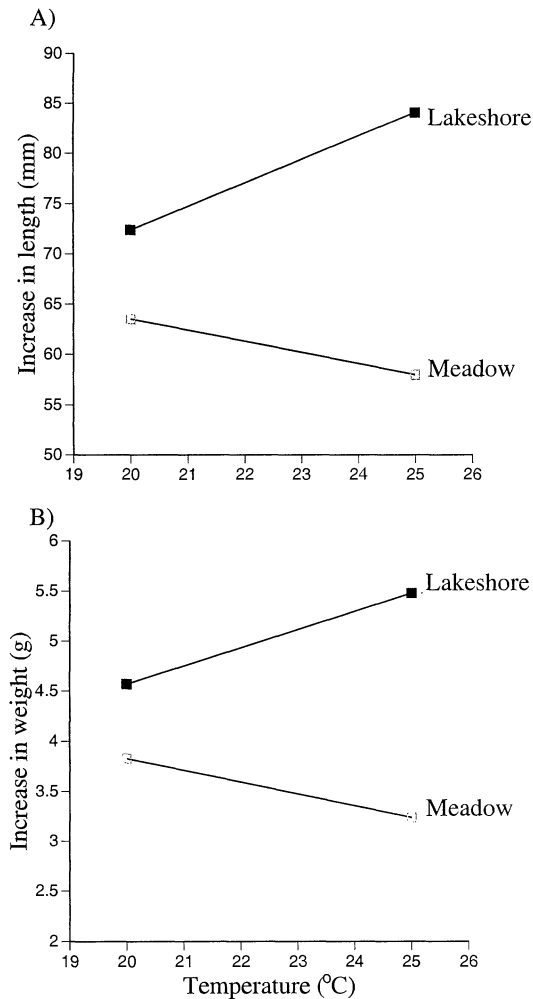 A)
90
85
80
75
70
65
60
55
50
Increase in length (mm)
Lakeshore
Meadow
19 20 21 22 23 24 25 26
B)
6
5.5
5
4.5
4
3.5
3
2.5
2
Increase in weight (g)
Lakeshore
Meadow
19 20 21 22 23 24 25 26
Temperature (°C)